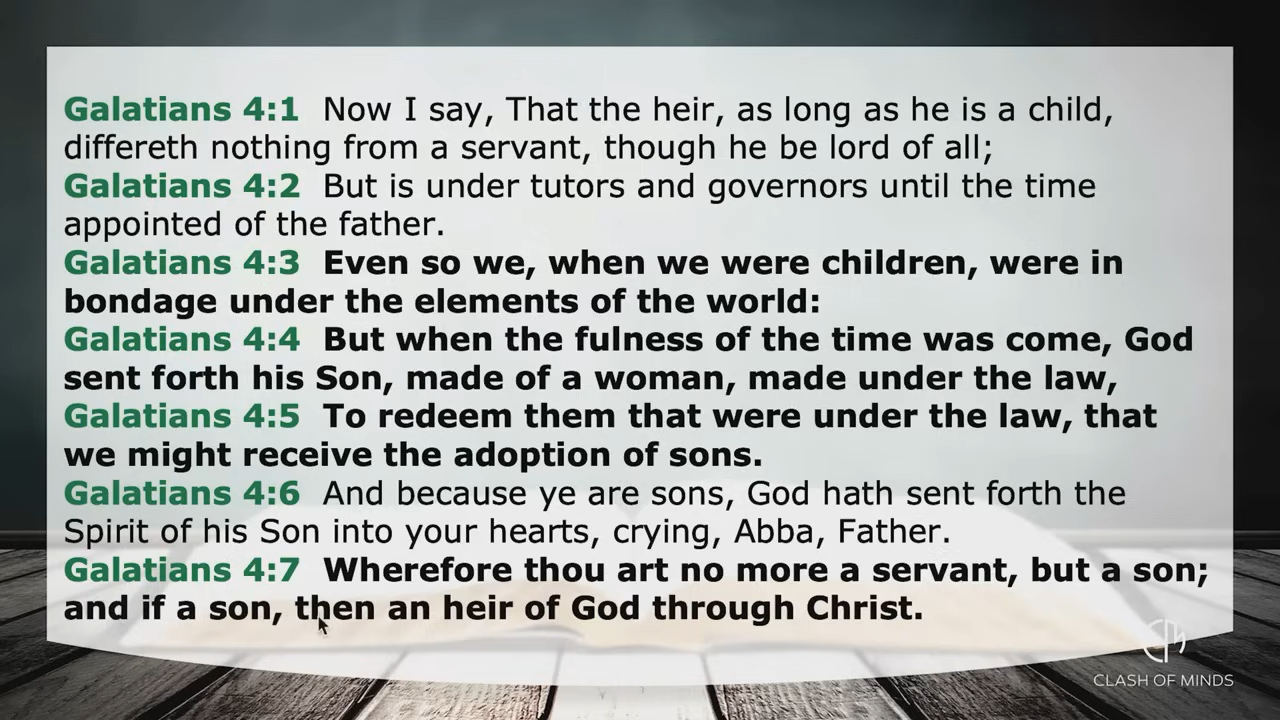 Galatians 4:1 Now I say, That the heir, as long as he is a child,
differeth nothing from a servant, though he be lord of all;
Galatians 4:2 But is under tutors and governors until the time
appointed of the father.
Galatians 4:3 Even so we, when we were children, were in
bondage under the elements of the world:
Galatians 4:4 But when the fulness of the time was come, God
sent forth his Son, made of a woman, made under the law,
Galatians 4:5 To redeem them that were under the law, that
we might receive the adoption of sons.
Galatians 4:6 And because ye are sons, God hath sent forth the
Spirit of his Son into your hearts, crying, Abba, Father.
Galatians 4:7 Wherefore thou art no more a servant, but a son;
and if a son, then an heir of God through Christ.
CLASH OF MINDS